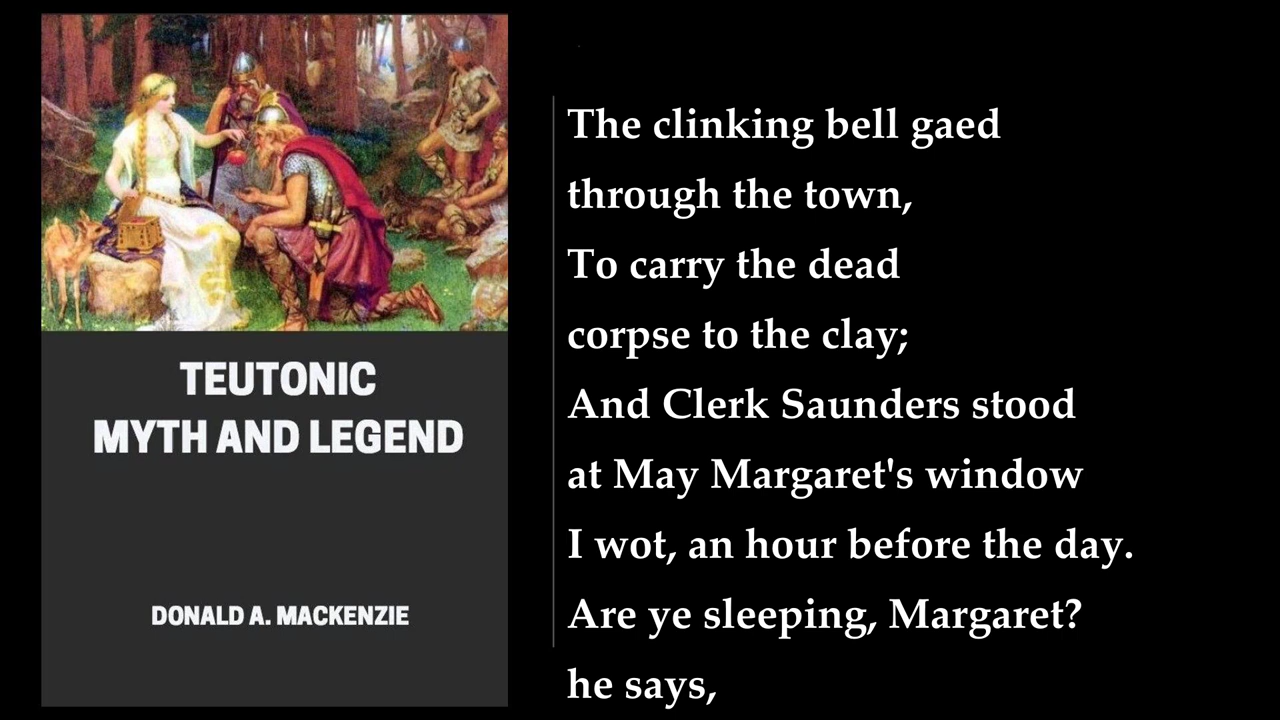 TEUTONIC
MYTH AND LEGEND
DONALD A. MACKENZIE
The clinking bell gaed
through the town,
To carry the dead
corpse to the clay;
And Clerk Saunders stood
at May Margaret's window
I wot, an hour before the day.
Are ye sleeping, Margaret?
he says,